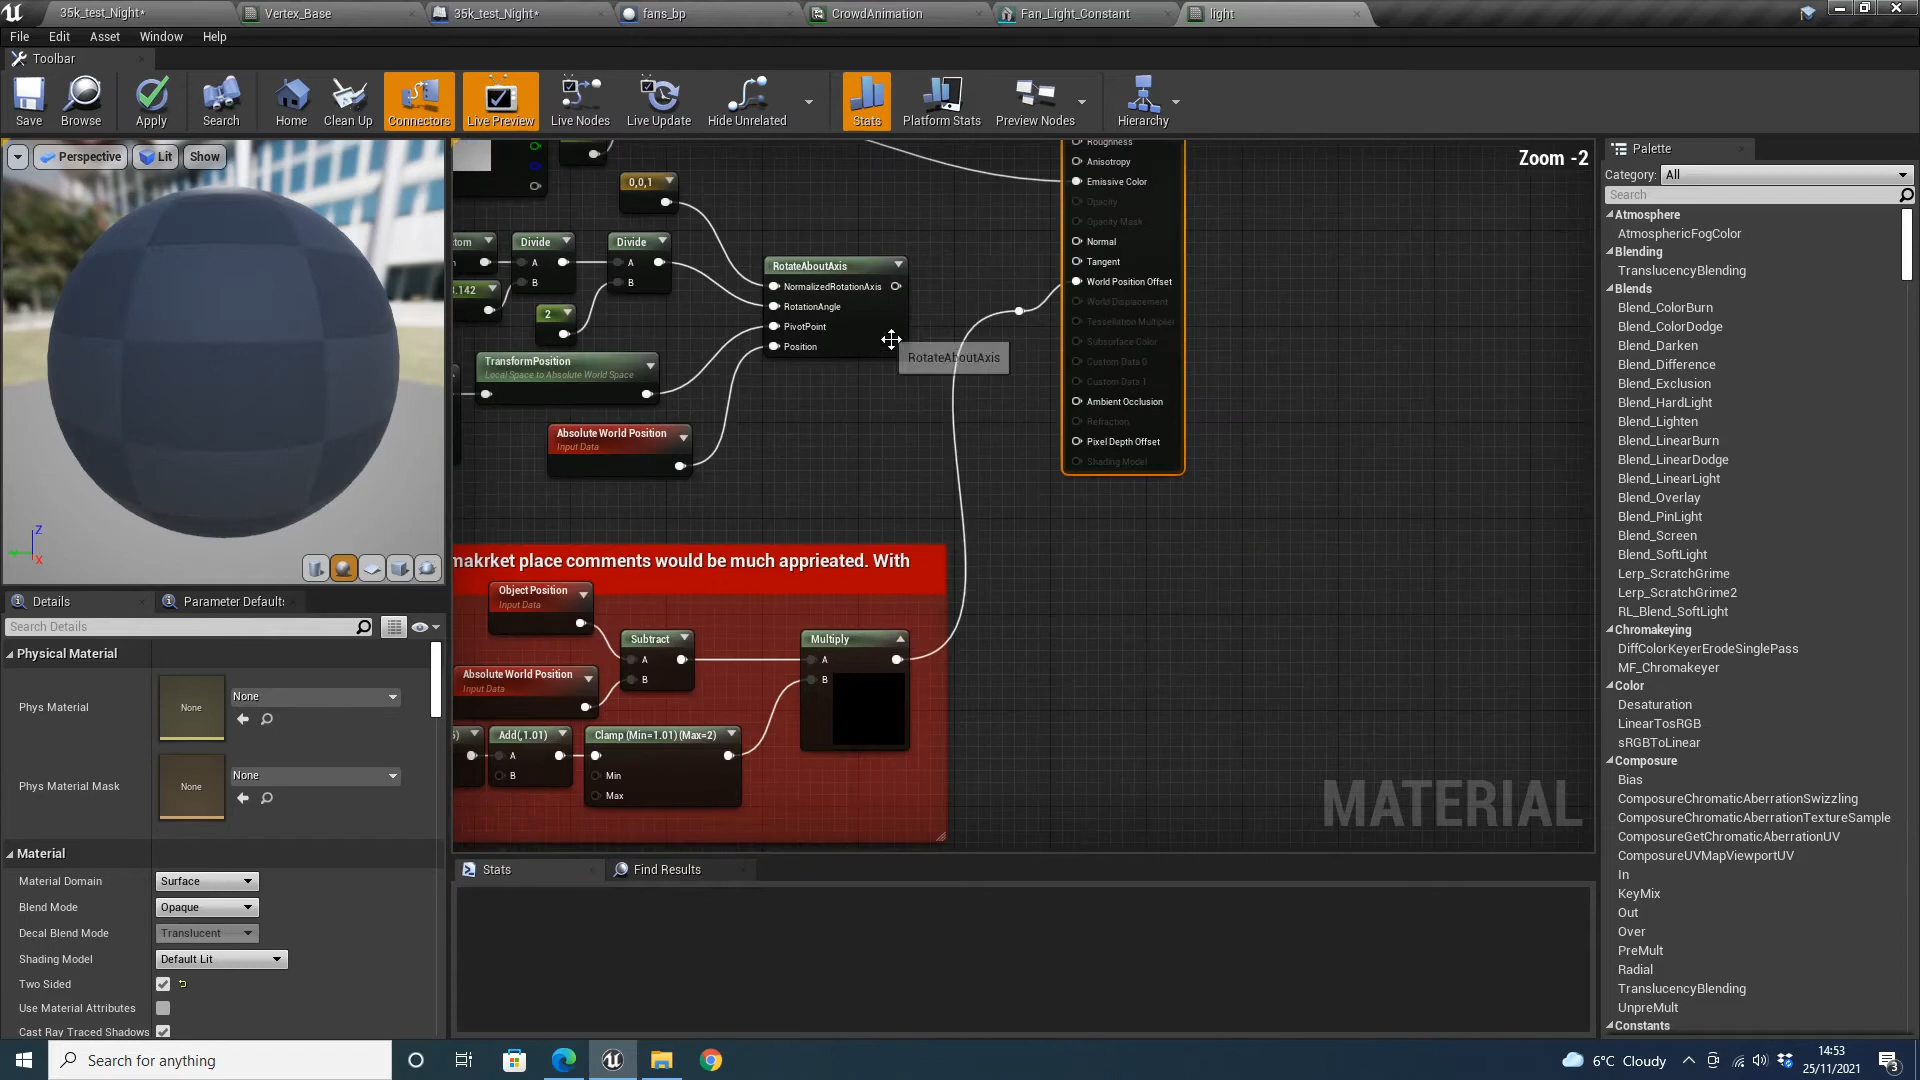 35k_test_Night*
Vertex_Base
35k_test_Night*
fans_bp
CrowdAnimation
Fan_Light_Constant
light
File Edit Asset Window Help
Toolbar
Save
Browse
Apply
Search
Home
Clean Up
Connectors
Live Preview
Live Nodes
Live Update
Hide Unrelated
Stats
Platform Stats
Preview Nodes
Hierarchy
Perspective
Lit
Show
Z
X
Details
Parameter Defaults
Search Details
Physical Material
Phys Material
None
None
Phys Material Mask
None
None
Material
Material Domain
Surface
Blend Mode
Opaque
Decal Blend Mode
Translucent
Shading Model
Default Lit
Two Sided
Use Material Attributes
Cast Ray Traced Shadows
Zoom -2
0,0,1
Divide
A
B
Divide
A
B
.142
2
RotateAboutAxis
NormalizedRotationAxis
RotationAngle
PivotPoint
Position
RotateAboutAxis
TransformPosition
Local Space to Absolute World Space
Absolute World Position
Input Data
Roughness
Anisotropy
Emissive Color
Opacity
Opacity Mask
Normal
Tangent
World Position Offset
World Displacement
Tessellation Multiplier
Subsurface Color
Custom Data 0
Custom Data 1
Ambient Occlusion
Refraction
Pixel Depth Offset
Shading Model
makrket place comments would be much apprieated. With
Object Position
Input Data
Subtract
A
B
Absolute World Position
Input Data
Multiply
A
B
Add(,1.01)
A
B
Clamp (Min=1.01) (Max=2)
Min
Max
MATERIAL
Stats
Find Results
Palette
Category: All
Search
Atmosphere
AtmosphericFogColor
Blending
TranslucencyBlending
Blends
Blend_ColorBurn
Blend_ColorDodge
Blend_Darken
Blend_Difference
Blend_Exclusion
Blend_HardLight
Blend_Lighten
Blend_LinearBurn
Blend_LinearDodge
Blend_LinearLight
Blend_Overlay
Blend_PinLight
Blend_Screen
Blend_SoftLight
Lerp_ScratchGrime
Lerp_ScratchGrime2
RL_Blend_SoftLight
Chromakeying
DiffColorKeyerErodeSinglePass
MF_Chromakeyer
Color
Desaturation
LinearTosRGB
sRGBToLinear
Composure
Bias
ComposureChromaticAberrationSwizzling
ComposureChromaticAberrationTextureSample
ComposureGetChromaticAberrationUV
ComposureUVMapViewportUV
In
KeyMix
Out
Over
PreMult
Radial
TranslucencyBlending
UnpreMult
Constants
Search for anything
6°C Cloudy
14:53
25/11/2021
3